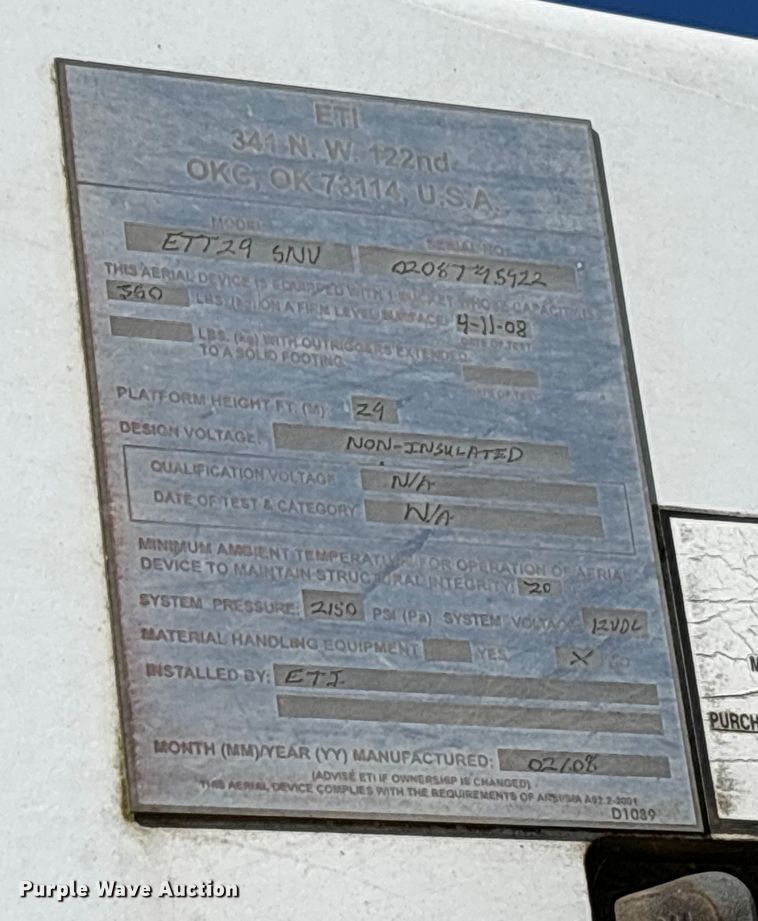 ETI
341 N. W. 122nd
OKC, OK 73114, U.S.A.
MODEL SERIAL NO.
ETT29 SNV
THIS AERIAL DEVICE IS EQUIPPED WITH 1-BUCKET WHOSE CAPACITY IS
350 LBS. ON A FIRM LEVEL SURFACE. 4-11-08
DATE OF TEST
LBS. (kg) WITH OUTRIGGERS EXTENDED
TO A SOLID FOOTING.
DATE OF TEST
PLATFORM HEIGHT FT. (M): 29
DESIGN VOLTAGE: NON-INSULATED
QUALIFICATION VOLTAGE N/A
DATE OF TEST & CATEGORY N/A
MINIMUM AMBIENT TEMPERATURE FOR OPERATION OF AERIAL
DEVICE TO MAINTAIN STRUCTURAL INTEGRITY: 20
SYSTEM PRESSURE: 2150 PSI (Pa) SYSTEM VOLTAGE 12VDC
MATERIAL HANDLING EQUIPMENT YES X NO
INSTALLED BY: ETI
MONTH (MM)/YEAR (YY) MANUFACTURED: 02/08
(ADVISE ETI IF OWNERSHIP IS CHANGED)
THIS AERIAL DEVICE COMPLIES WITH THE REQUIREMENTS OF ANSI/SIA A92.2-2001
D1039
M
PURCH
Purple Wave Auction